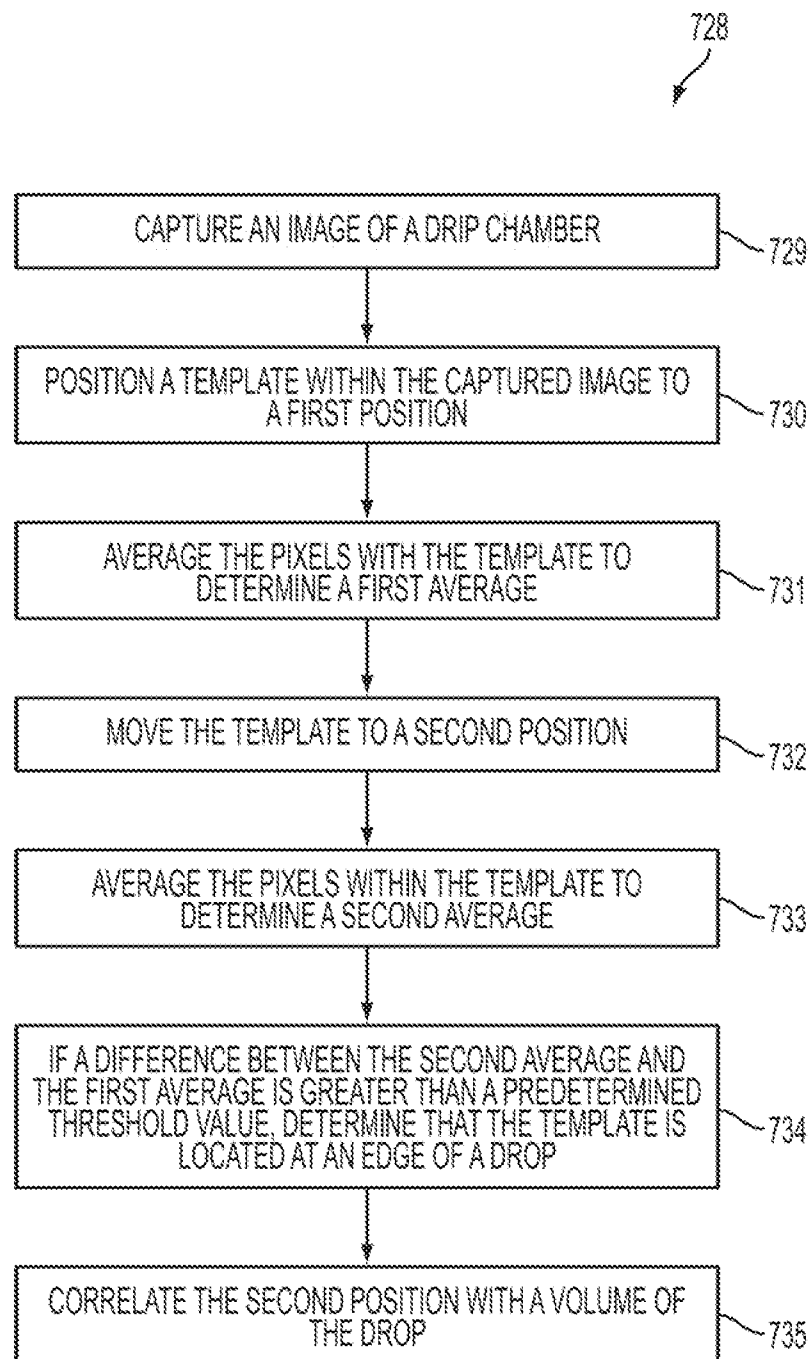 728
CAPTURE AN IMAGE OF A DRIP CHAMBER
729
POSITION A TEMPLATE WITHIN THE CAPTURED IMAGE TO
A FIRST POSITION
730
AVERAGE THE PIXELS WITH THE TEMPLATE TO
DETERMINE A FIRST AVERAGE
731
MOVE THE TEMPLATE TO A SECOND POSITION
732
AVERAGE THE PIXELS WITHIN THE TEMPLATE TO
DETERMINE A SECOND AVERAGE
733
IF A DIFFERENCE BETWEEN THE SECOND AVERAGE AND
THE FIRST AVERAGE IS GREATER THAN A PREDETERMINED
THRESHOLD VALUE, DETERMINE THAT THE TEMPLATE IS
LOCATED AT AN EDGE OF A DROP
734
CORRELATE THE SECOND POSITION WITH A VOLUME OF
THE DROP
735